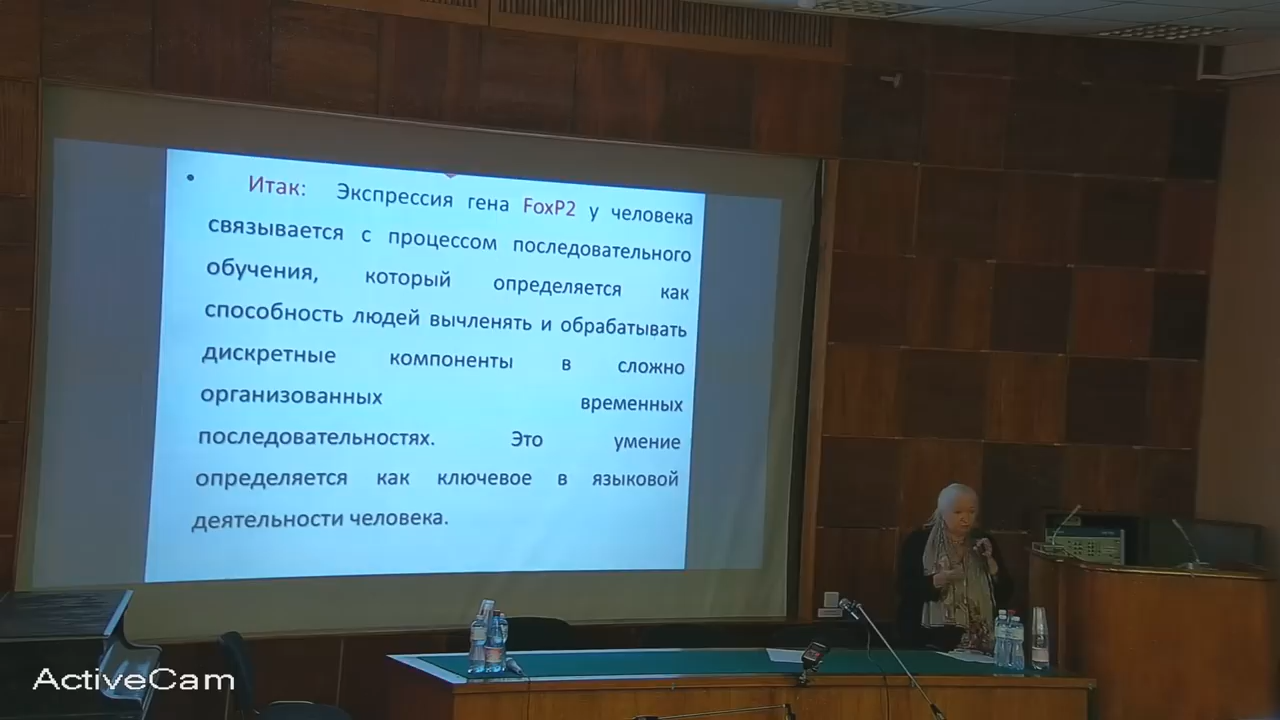 • Итак: Экспрессия гена FoxP2 у человека
связывается с процессом последовательного
обучения, который определяется как
способность людей вычленять и обрабатывать
дискретные компоненты в сложно
организованных временных
последовательностях. Это умение
определяется как ключевое в языковой
деятельности человека.
ActiveCam